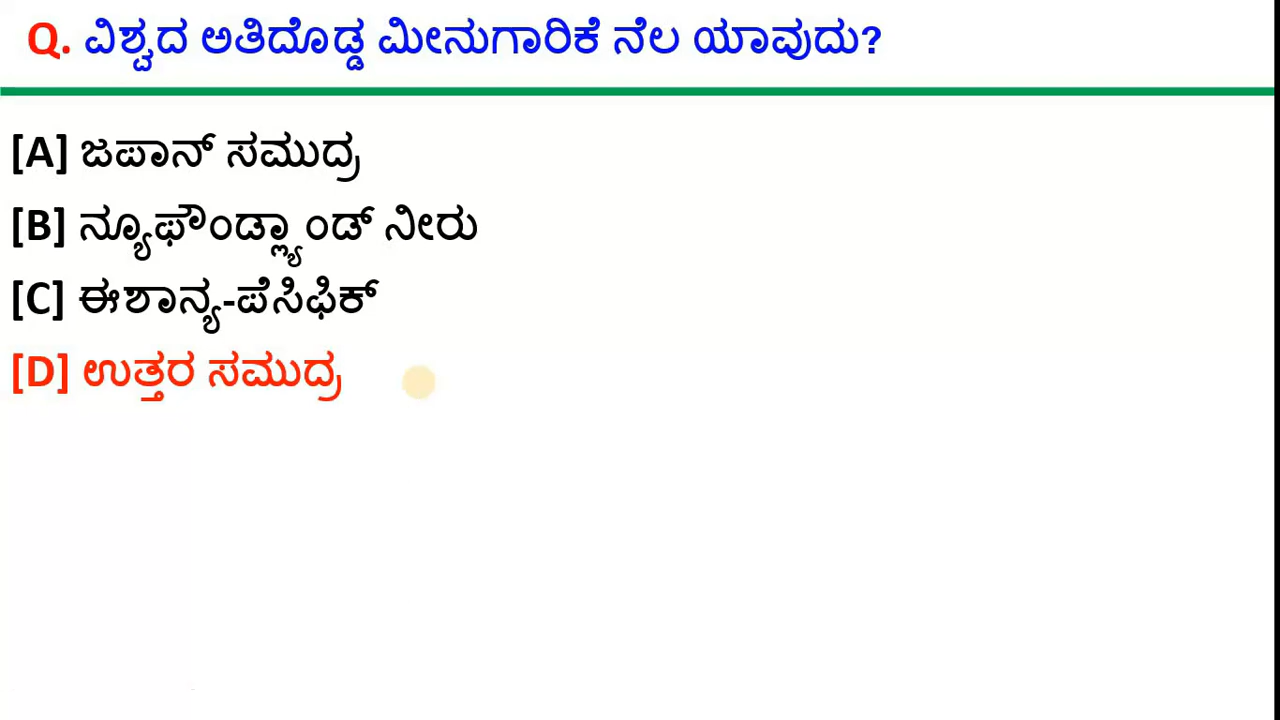 Q. ವಿಶ್ವದ ಅತಿದೊಡ್ಡ ಮೀನುಗಾರಿಕೆ ನೆಲ ಯಾವುದು?
[A] ಜಪಾನ್ ಸಮುದ್ರ
[B] ನ್ಯೂಫೌಂಡ್ಲ್ಯಾಂಡ್ ನೀರು
[C] ಈಶಾನ್ಯ-ಪೆಸಿಫಿಕ್
[D] ಉತ್ತರ ಸಮುದ್ರ